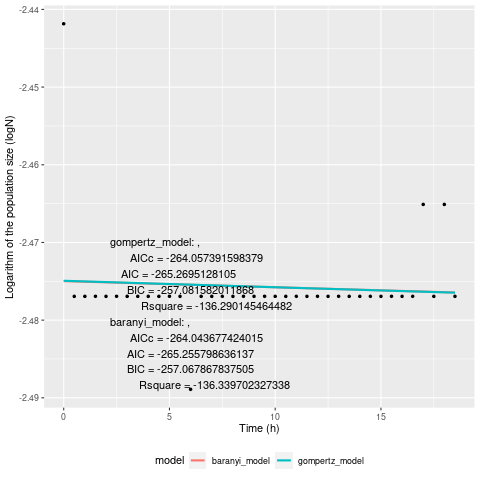 -2.44
-2.45
-2.46
-2.47
-2.48
-2.49
Logarithm of the population size (logN)
gompertz_model: ,
AICc = -264.057391598379
AIC = -265.2695128105
BIC = -257.081582011868
Rsquare = -136.290145464482
baranyi_model: ,
AICc = -264.043677424015
AIC = -265.255798636137
BIC = -257.067867837505
Rsquare = -136.339702327338
0
5
10
15
Time (h)
model
baranyi_model
gompertz_model